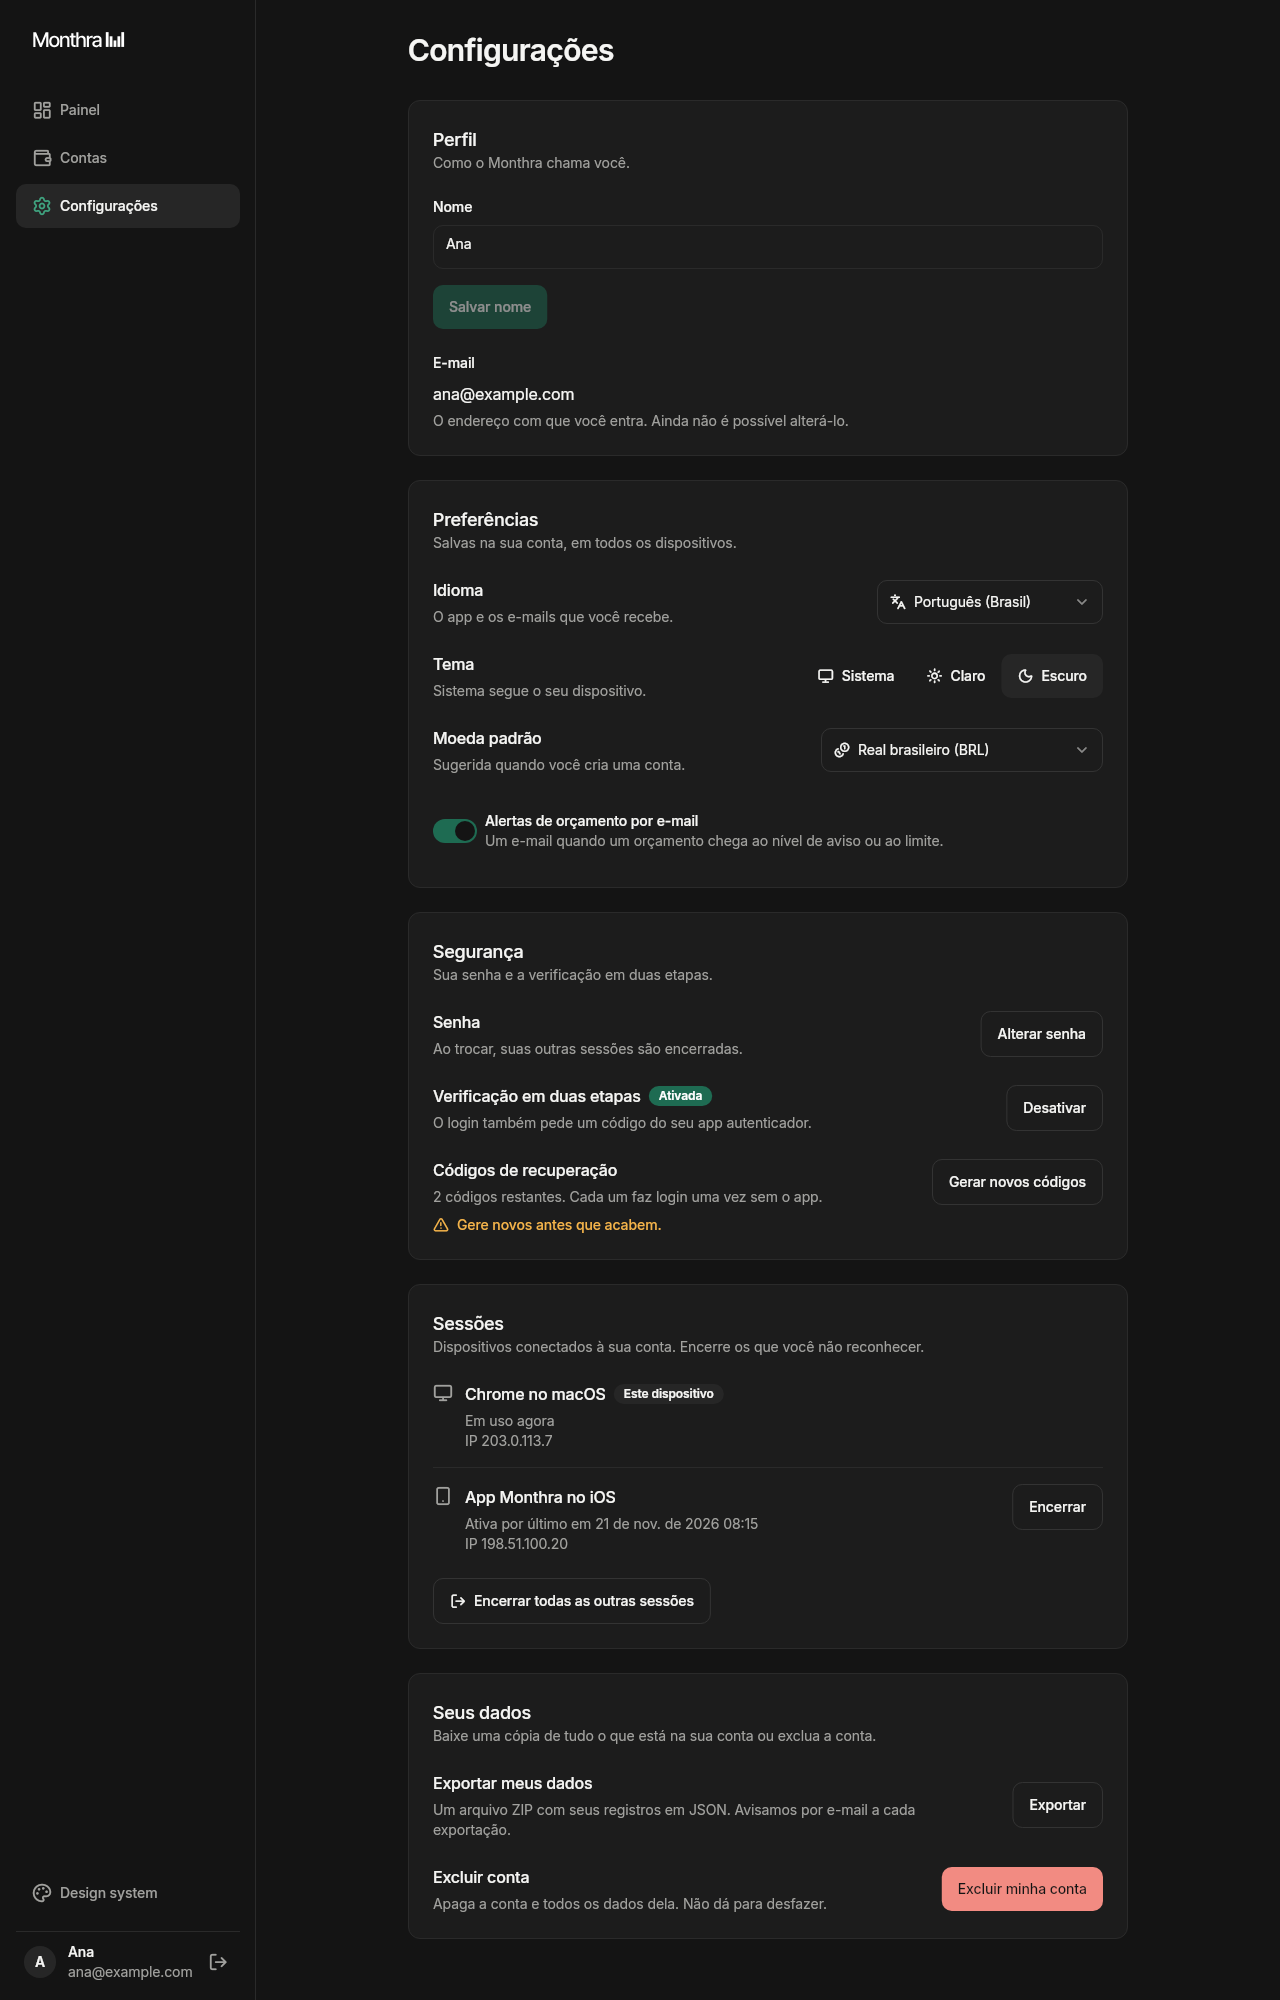 Monthra
Painel
Contas
Configurações
Design system
A
Ana
ana@example.com
Configurações
Perfil
Como o Monthra chama você.
Nome
Ana
Salvar nome
E-mail
ana@example.com
O endereço com que você entra. Ainda não é possível alterá-lo.
Preferências
Salvas na sua conta, em todos os dispositivos.
Idioma
O app e os e-mails que você recebe.
Português (Brasil)
Tema
Sistema segue o seu dispositivo.
Sistema
Claro
Escuro
Moeda padrão
Sugerida quando você cria uma conta.
Real brasileiro (BRL)
Alertas de orçamento por e-mail
Um e-mail quando um orçamento chega ao nível de aviso ou ao limite.
Segurança
Sua senha e a verificação em duas etapas.
Senha
Ao trocar, suas outras sessões são encerradas.
Alterar senha
Verificação em duas etapas
Ativada
O login também pede um código do seu app autenticador.
Desativar
Códigos de recuperação
2 códigos restantes. Cada um faz login uma vez sem o app.
Gere novos antes que acabem.
Gerar novos códigos
Sessões
Dispositivos conectados à sua conta. Encerre os que você não reconhecer.
Chrome no macOS
Este dispositivo
Em uso agora
IP 203.0.113.7
App Monthra no iOS
Ativa por último em 21 de nov. de 2026 08:15
IP 198.51.100.20
Encerrar
Encerrar todas as outras sessões
Seus dados
Baixe uma cópia de tudo o que está na sua conta ou exclua a conta.
Exportar meus dados
Um arquivo ZIP com seus registros em JSON. Avisamos por e-mail a cada
exportação.
Exportar
Excluir conta
Apaga a conta e todos os dados dela. Não dá para desfazer.
Excluir minha conta